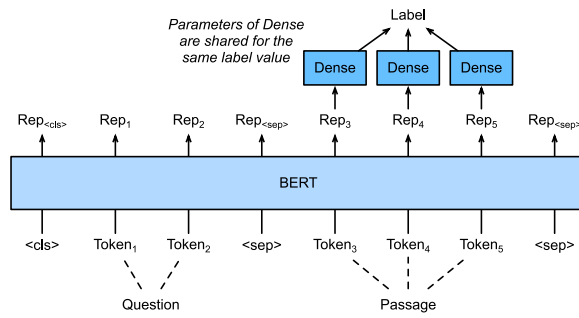 Label
Parameters of Dense
are shared for the
same label value
Dense Dense Dense
Rep<cls> Rep1 Rep2 Rep<sep> Rep3 Rep4 Rep5 Rep<sep>
BERT
<cls> Token1 Token2 <sep> Token3 Token4 Token5 <sep>
Question Passage